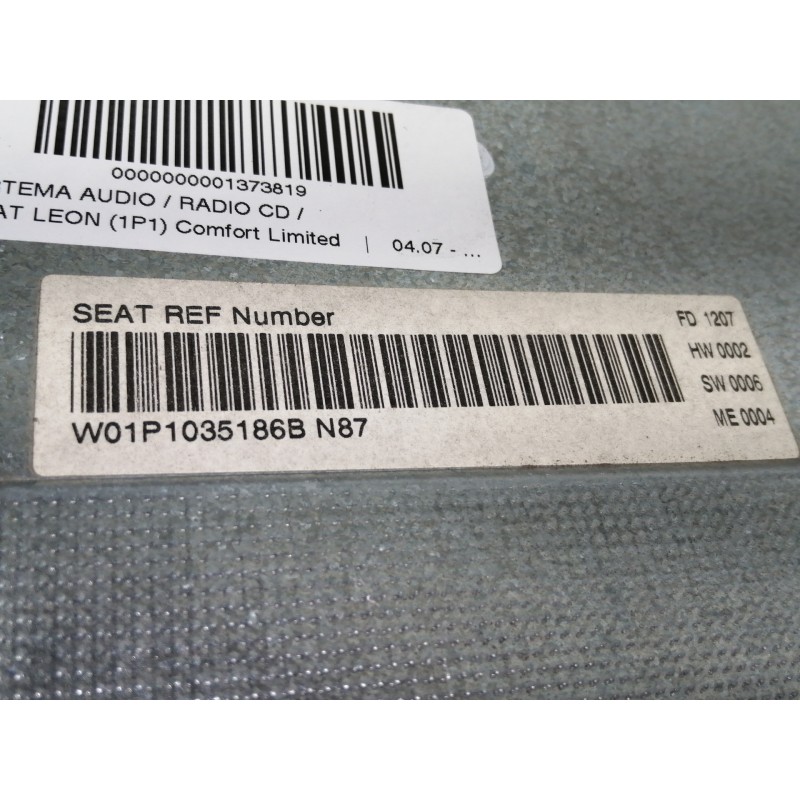 0000000001373819
TEMA AUDIO / RADIO CD /
AT LEON (1P1) Comfort Limited | 04.07 - ...
SEAT REF Number
FD 1207
HW 0002
SW 0006
ME 0004
W01P1035186B N87